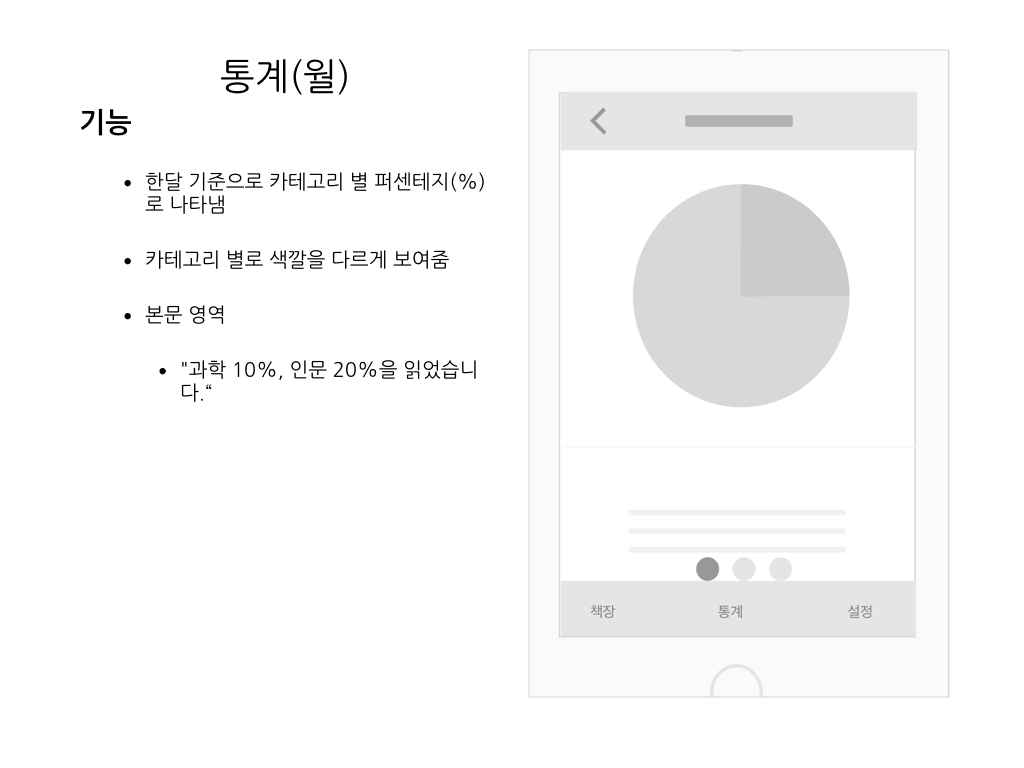 통계(월)
기능
• 한달 기준으로 카테고리 별 퍼센테지(%)
로 나타냄
• 카테고리 별로 색깔을 다르게 보여줌
• 본문 영역
• "과학 10%, 인문 20%을 읽었습니
다.“
책장 통계 설정